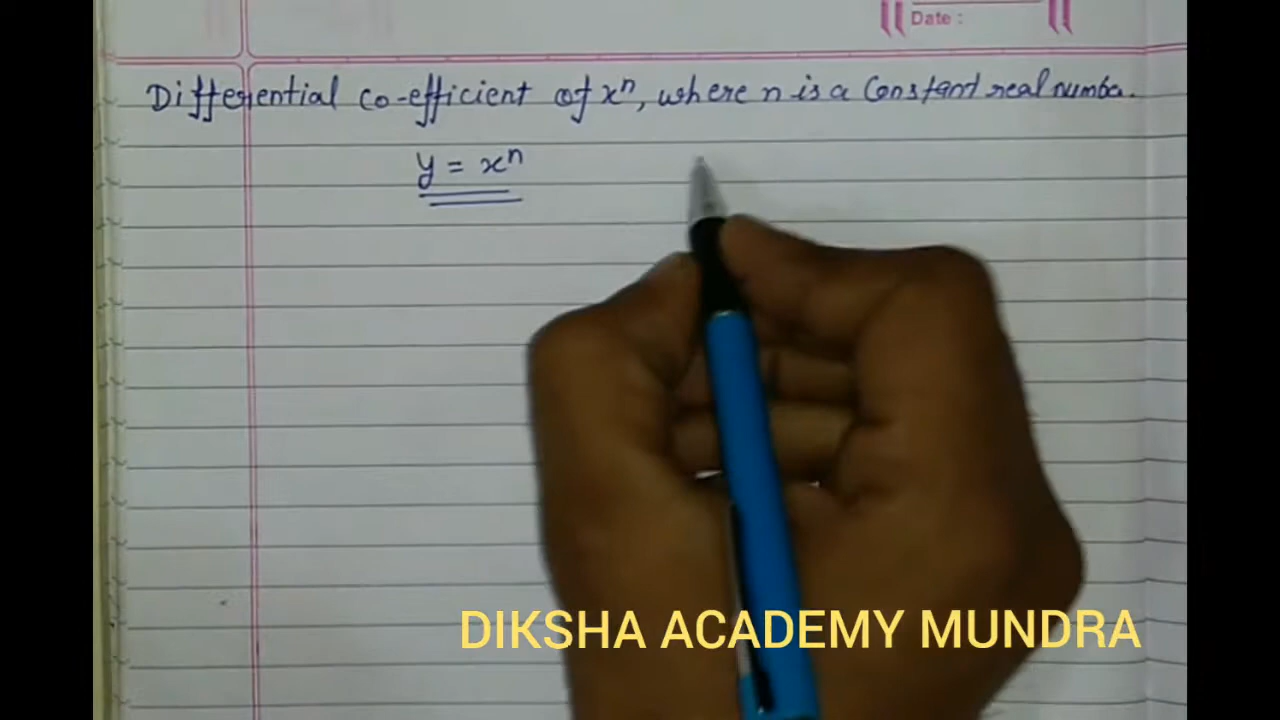 Date :
Differential co-efficient of xⁿ, where n is a Constant real number.
y = xⁿ
DIKSHA ACADEMY MUNDRA